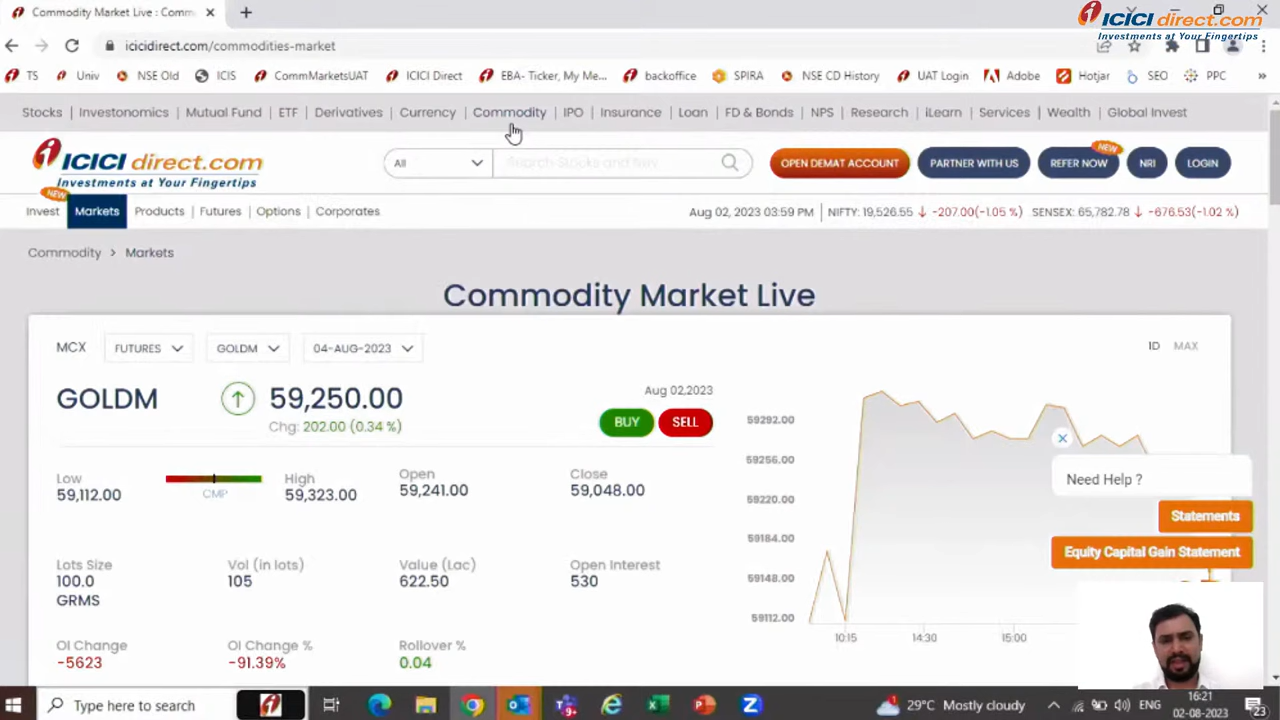 Commodity Market Live : Comm
ICICI direct.com
Investments at Your Fingertips
icicidirect.com/commodities-market
TS Univ NSE Old ICIS CommMarketsUAT ICICI Direct EBA- Ticker, My Me... backoffice SPIRA NSE CD History UAT Login Adobe Hotjar SEO PPC »
Stocks | Investonomics | Mutual Fund | ETF | Derivatives | Currency | Commodity | IPO | Insurance | Loan | FD & Bonds | NPS | Research | iLearn | Services | Wealth | Global Invest
ICICI direct.com
Investments at Your Fingertips
All
Search Stocks and
OPEN DEMAT ACCOUNT
PARTNER WITH US
NEW
REFER NOW
NRI
LOGIN
NEW
Invest Markets Products Futures Options Corporates
Aug 02, 2023 03:59 PM | NIFTY: 19,526.55 ↓ -207.00(-1.05 %) | SENSEX: 65,782.78 ↓ -676.53(-1.02 %)
Commodity > Markets
Commodity Market Live
MCX FUTURES GOLDM 04-AUG-2023
1D MAX
GOLDM 59,250.00
Chg: 202.00 (0.34 %)
Aug 02,2023
BUY SELL
Low
59,112.00
CMP
High
59,323.00
Open
59,241.00
Close
59,048.00
Lots Size
100.0
GRMS
Vol (in lots)
105
Value (Lac)
622.50
Open Interest
530
OI Change
-5623
OI Change %
-91.39%
Rollover %
0.04
59292.00
59256.00
59220.00
59184.00
59148.00
59112.00
10:15 14:30 15:00
Need Help ?
Statements
Equity Capital Gain Statement
Type here to search
29°C Mostly cloudy
ENG
16:21
02-08-2023
23